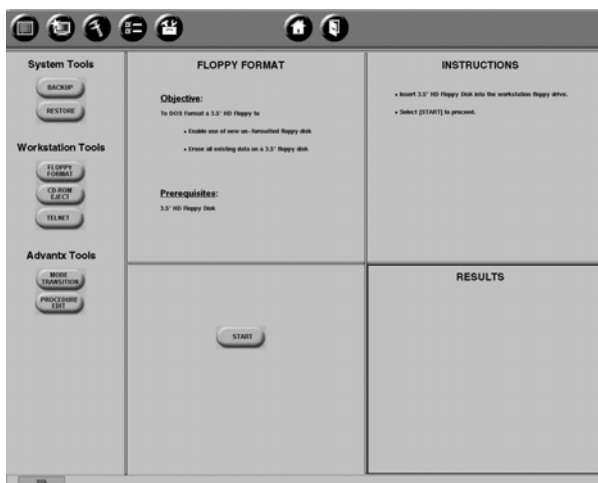 System Tools
BACKUP
RESTORE
Workstation Tools
FLOPPY
FORMAT
CD-ROM
EJECT
TELNET
Advantx Tools
MODE
TRANSITION
PROCEDURE
EDIT
FLOPPY FORMAT
Objective:
To DOS Format a 3.5" HD Floppy to
• Enable use of new un-formatted floppy disk
• Erase all existing data on a 3.5" floppy disk
Prerequisites:
3.5" HD Floppy Disk
INSTRUCTIONS
• Insert 3.5" HD Floppy Disk into the workstation floppy drive.
• Select [START] to proceed.
START
RESULTS